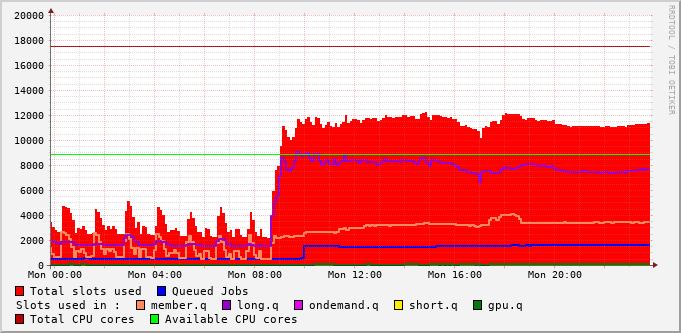 20000
18000
16000
14000
12000
10000
8000
6000
4000
2000
0
Mon 00:00 Mon 04:00 Mon 08:00 Mon 12:00 Mon 16:00 Mon 20:00
RRDTOOL / TOBI OETIKER
Total slots used Queued Jobs
Slots used in : member.q long.q ondemand.q short.q gpu.q
Total CPU cores Available CPU cores